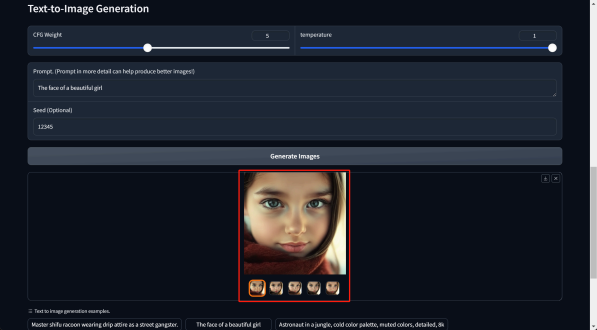 Text-to-Image Generation
CFG Weight
5
temperature
1
Prompt. (Prompt in more detail can help produce better images!)
The face of a beautiful girl
Seed (Optional)
12345
Generate Images
Text to image generation examples.
Master shifu racoon wearing drip attire as a street gangster.
The face of a beautiful girl
Astronaut in a jungle, cold color palette, muted colors, detailed, 8k